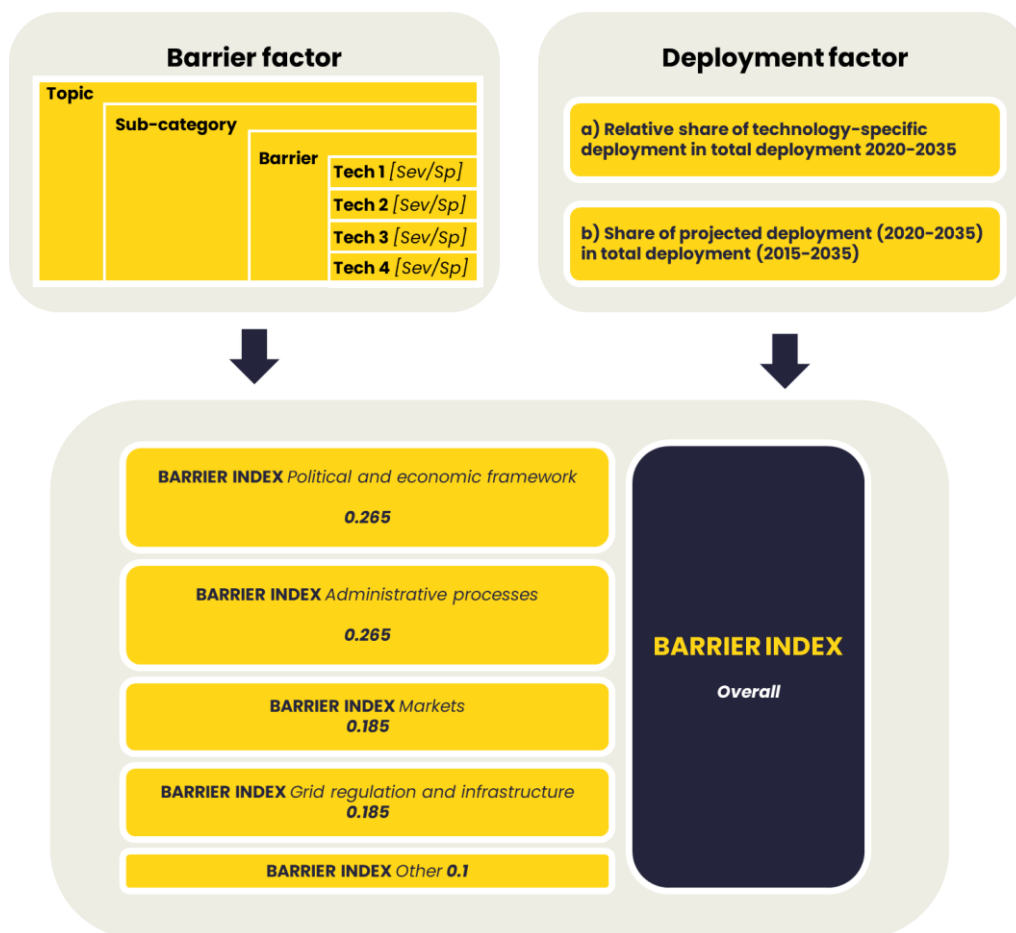 Barrier factor
Topic
Sub-category
Barrier
Tech 1 [Sev/Sp]
Tech 2 [Sev/Sp]
Tech 3 [Sev/Sp]
Tech 4 [Sev/Sp]
Deployment factor
a) Relative share of technology-specific
deployment in total deployment 2020-2035
b) Share of projected deployment (2020-2035)
in total deployment (2015-2035)
BARRIER INDEX Political and economic framework
0.265
BARRIER INDEX Administrative processes
0.265
BARRIER INDEX Markets
0.185
BARRIER INDEX Grid regulation and infrastructure
0.185
BARRIER INDEX Other 0.1
BARRIER INDEX
Overall